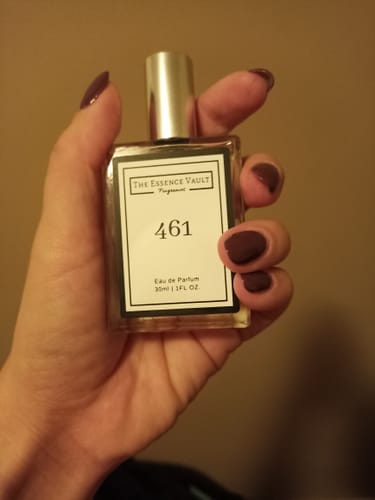 THE ESSENCE VAULT
Fragrances
461
Eau de Parfum
30ml | 1FL OZ.